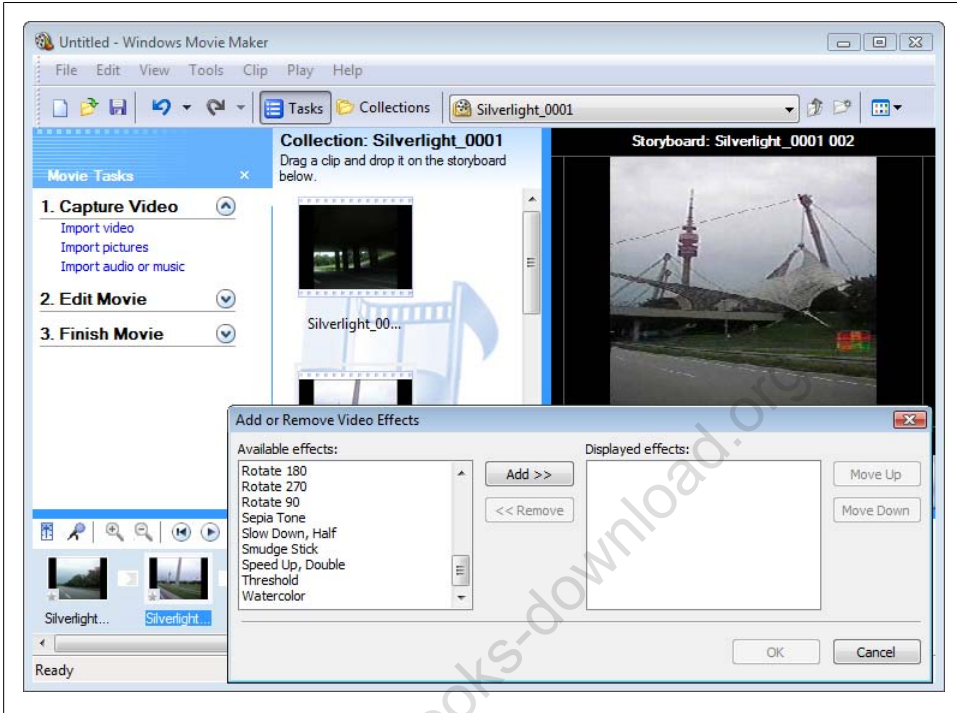 Untitled - Windows Movie Maker
File Edit View Tools Clip Play Help
Tasks Collections Silverlight_0001
Movie Tasks
1. Capture Video
Import video
Import pictures
Import audio or music
2. Edit Movie
3. Finish Movie
Collection: Silverlight_0001
Drag a clip and drop it on the storyboard
below.
Silverlight_00...
Storyboard: Silverlight_0001 002
Add or Remove Video Effects
Available effects:
Rotate 180
Rotate 270
Rotate 90
Sepia Tone
Slow Down, Half
Smudge Stick
Speed Up, Double
Threshold
Watercolor
Add >>
<< Remove
Displayed effects:
Move Up
Move Down
OK
Cancel
Silverlight...
Silverlight...
Ready
ooks-download.org